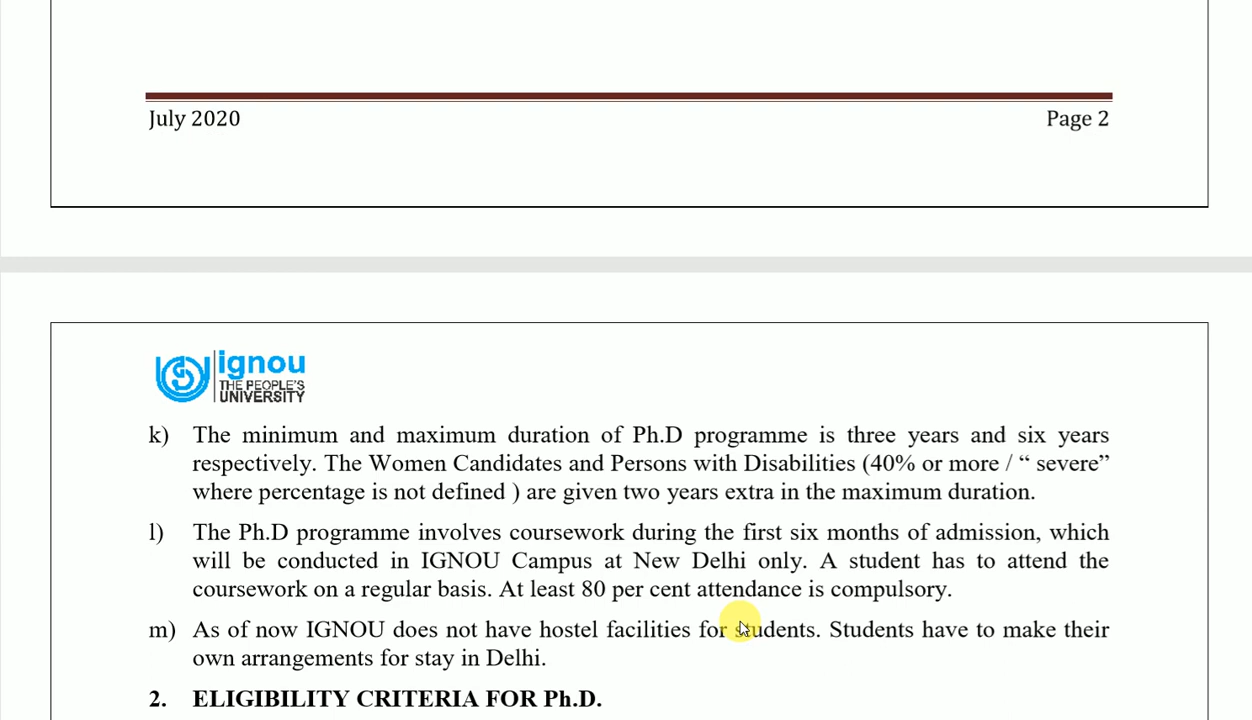 July 2020 Page 2
ignou
THE PEOPLE'S
UNIVERSITY
k) The minimum and maximum duration of Ph.D programme is three years and six years
respectively. The Women Candidates and Persons with Disabilities (40% or more / “ severe”
where percentage is not defined ) are given two years extra in the maximum duration.
l) The Ph.D programme involves coursework during the first six months of admission, which
will be conducted in IGNOU Campus at New Delhi only. A student has to attend the
coursework on a regular basis. At least 80 per cent attendance is compulsory.
m) As of now IGNOU does not have hostel facilities for students. Students have to make their
own arrangements for stay in Delhi.
2. ELIGIBILITY CRITERIA FOR Ph.D.